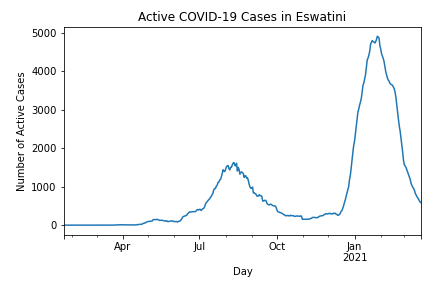 Active COVID-19 Cases in Eswatini
5000
4000
3000
2000
1000
0
Number of Active Cases
Apr Jul Oct Jan
2021
Day